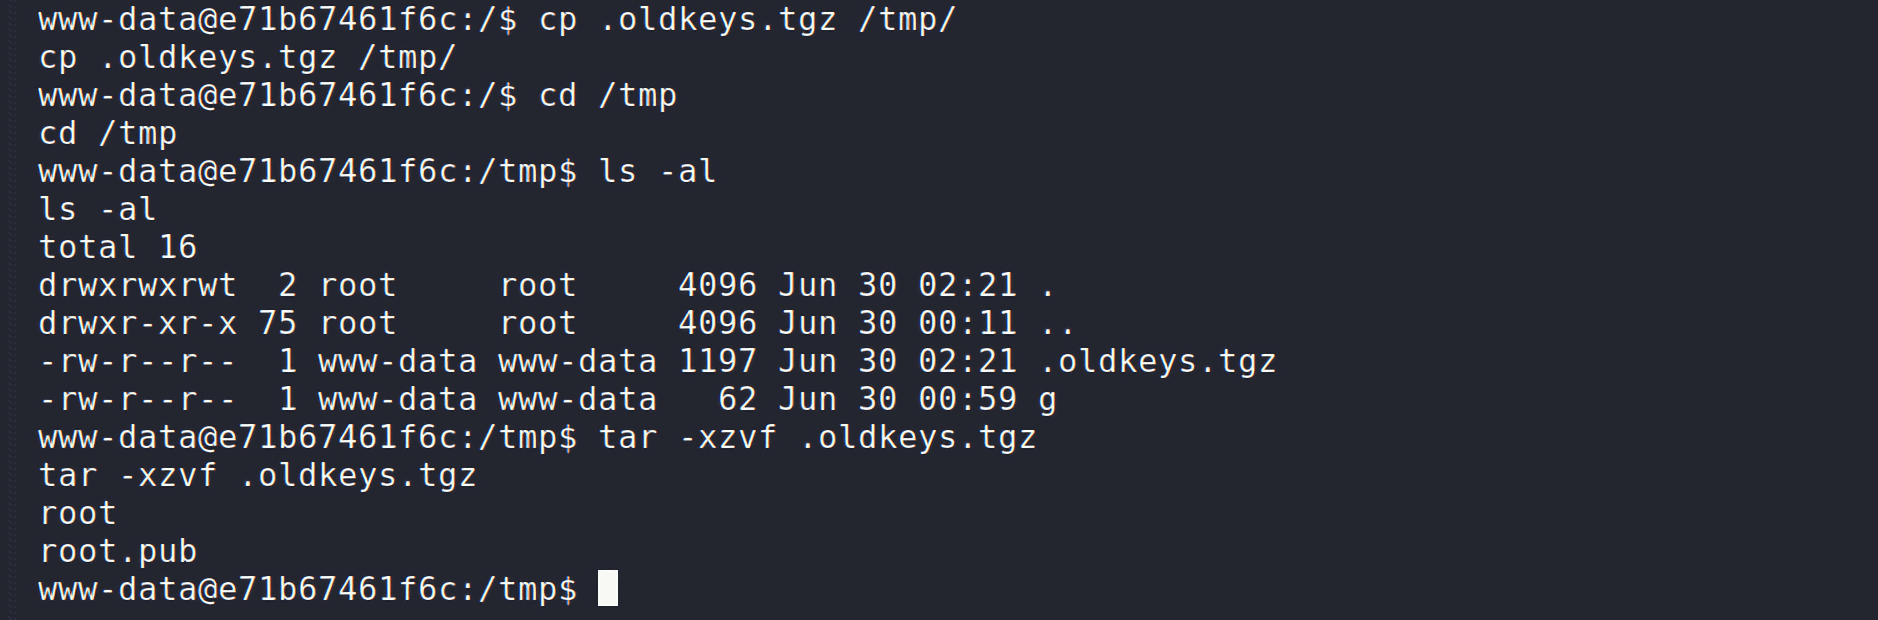 www-data@e71b67461f6c:/$ cp .oldkeys.tgz /tmp/
cp .oldkeys.tgz /tmp/
www-data@e71b67461f6c:/$ cd /tmp
cd /tmp
www-data@e71b67461f6c:/tmp$ ls -al
ls -al
total 16
drwxrwxrwt  2 root     root     4096 Jun 30 02:21 .
drwxr-xr-x 75 root     root     4096 Jun 30 00:11 ..
-rw-r--r--  1 www-data www-data 1197 Jun 30 02:21 .oldkeys.tgz
-rw-r--r--  1 www-data www-data   62 Jun 30 00:59 g
www-data@e71b67461f6c:/tmp$ tar -xzvf .oldkeys.tgz
tar -xzvf .oldkeys.tgz
root
root.pub
www-data@e71b67461f6c:/tmp$